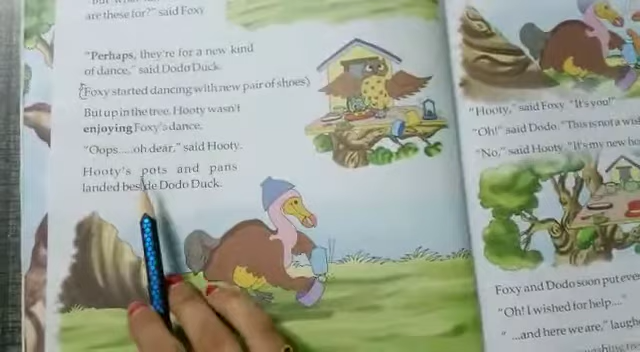 are these for?" said Foxy
"Perhaps, they're for a new kind
of dance," said Dodo Duck.
(Foxy started dancing with new pair of shoes)
But up in the tree, Hooty wasn't
enjoying Foxy's dance.
"Oops.....oh dear," said Hooty.
Hooty's pots and pans
landed beside Dodo Duck.
"Hooty," said Foxy "It's you!"
"Oh!" said Dodo. "This is not a wis
"No," said Hooty. "It's my new ho
Foxy and Dodo soon put eve
"Oh! I wished for help...."
"...and here we are," laugh